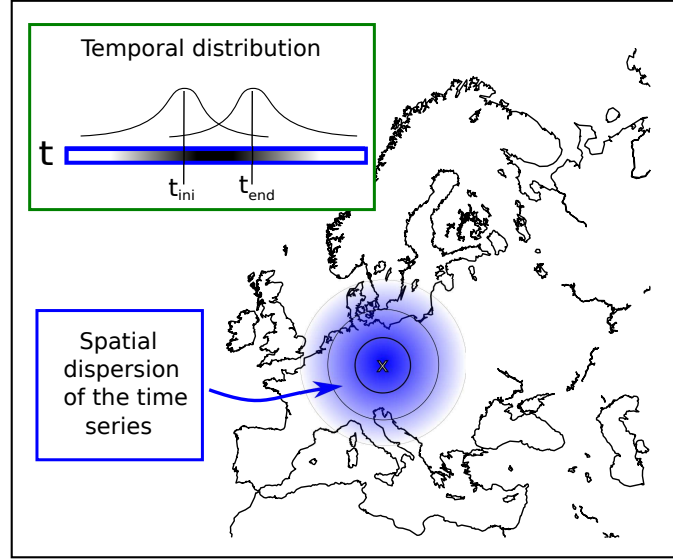 Temporal distribution
t
t_ini t_end
Spatial
dispersion
of the time
series
X